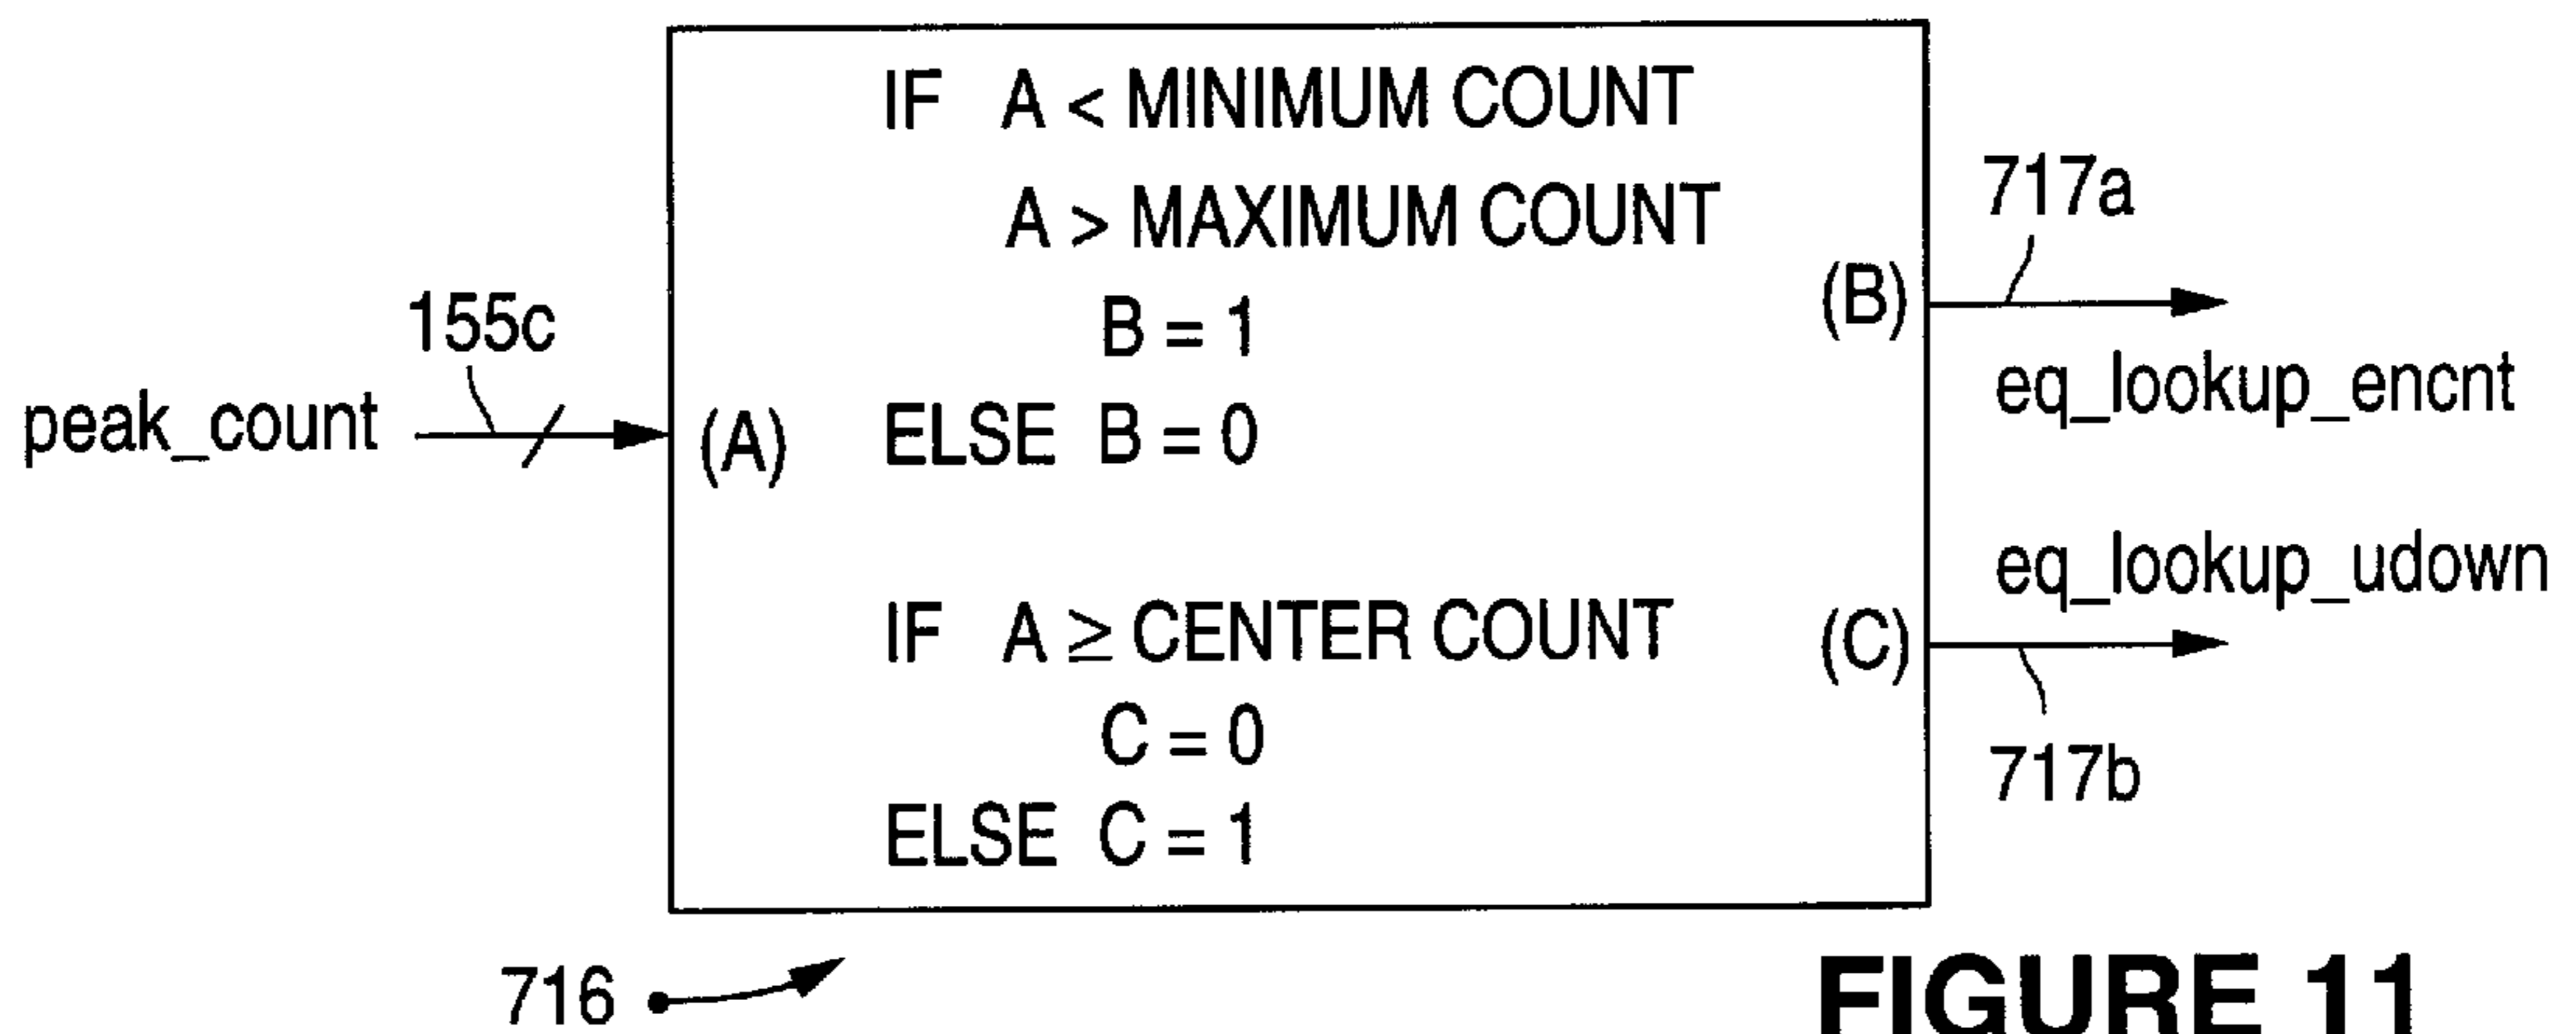 IF A < MINIMUM COUNT
A > MAXIMUM COUNT
717a
B = 1
(B)
155c
eq_lookup_encnt
peak_count
(A)
ELSE B = 0
eq_lookup_udown
IF A ≥ CENTER COUNT
(C)
C = 0
717b
ELSE C = 1
716
FIGURE 11